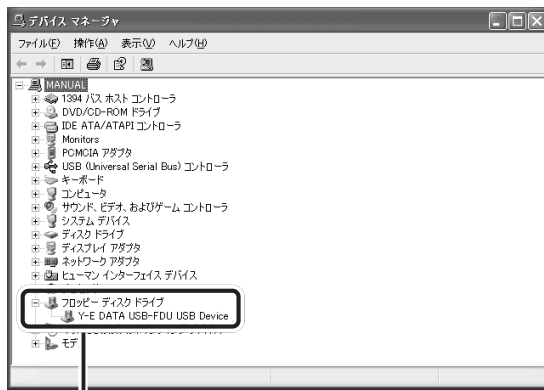 デバイス マネージャ
ファイル(F) 操作(A) 表示(V) ヘルプ(H)
MANUAL
1394 バス ホスト コントローラ
DVD/CD-ROM ドライブ
IDE ATA/ATAPI コントローラ
Monitors
PCMCIA アダプタ
USB (Universal Serial Bus) コントローラ
キーボード
コンピュータ
サウンド、ビデオ、およびゲーム コントローラ
システム デバイス
ディスク ドライブ
ディスプレイ アダプタ
ネットワーク アダプタ
ヒューマン インターフェイス デバイス
フロッピー ディスク ドライブ
Y-E DATA USB-FDU USB Device
モデ